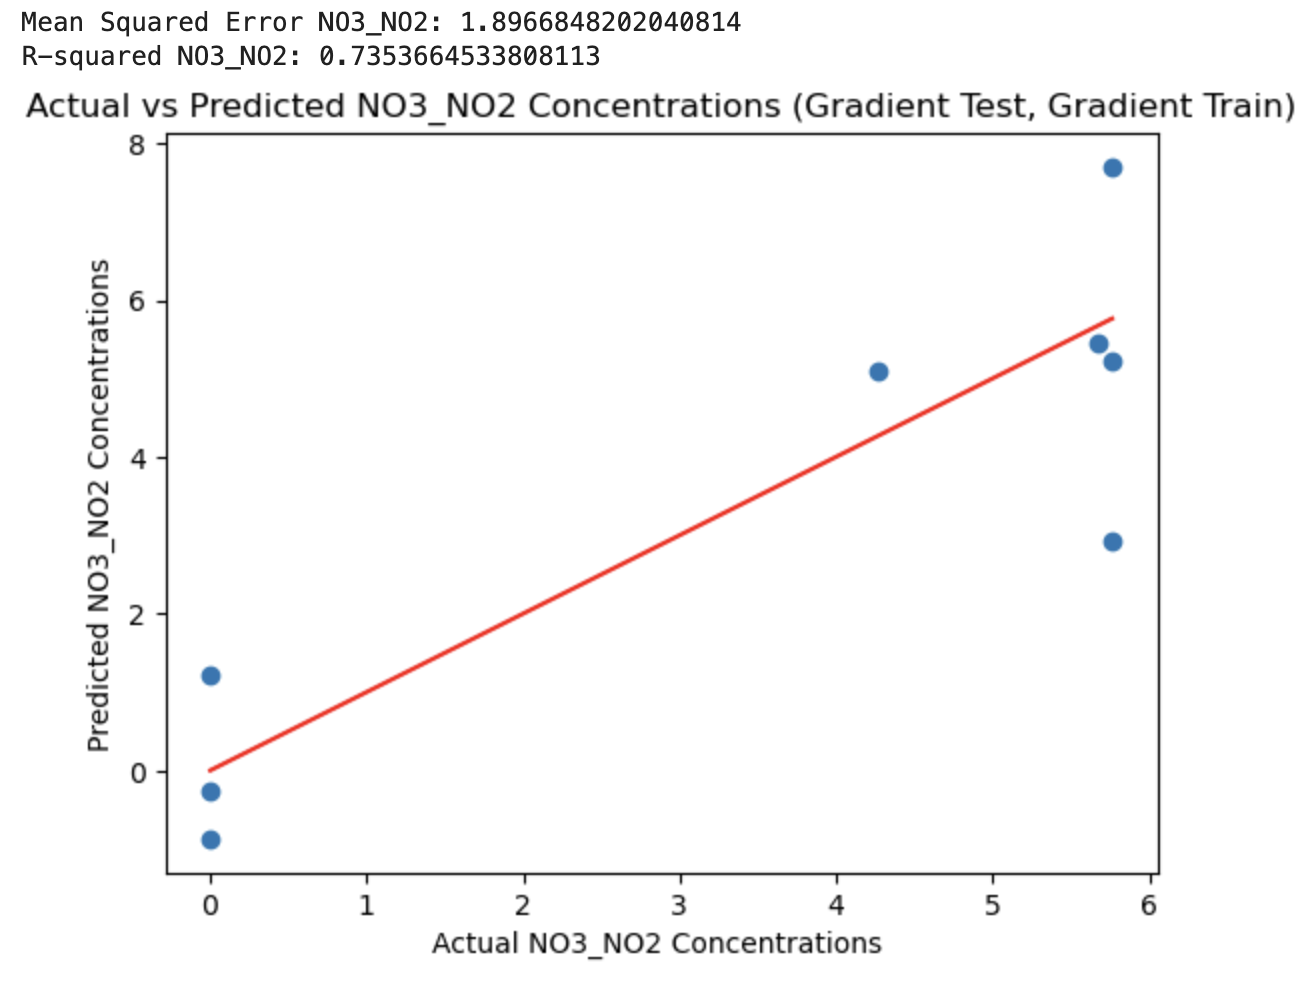 Mean Squared Error NO3_NO2: 1.8966848202040814
R-squared NO3_NO2: 0.7353664533808113
Actual vs Predicted NO3_NO2 Concentrations (Gradient Test, Gradient Train)
8
6
4
2
0
Predicted NO3_NO2 Concentrations
0 1 2 3 4 5 6
Actual NO3_NO2 Concentrations